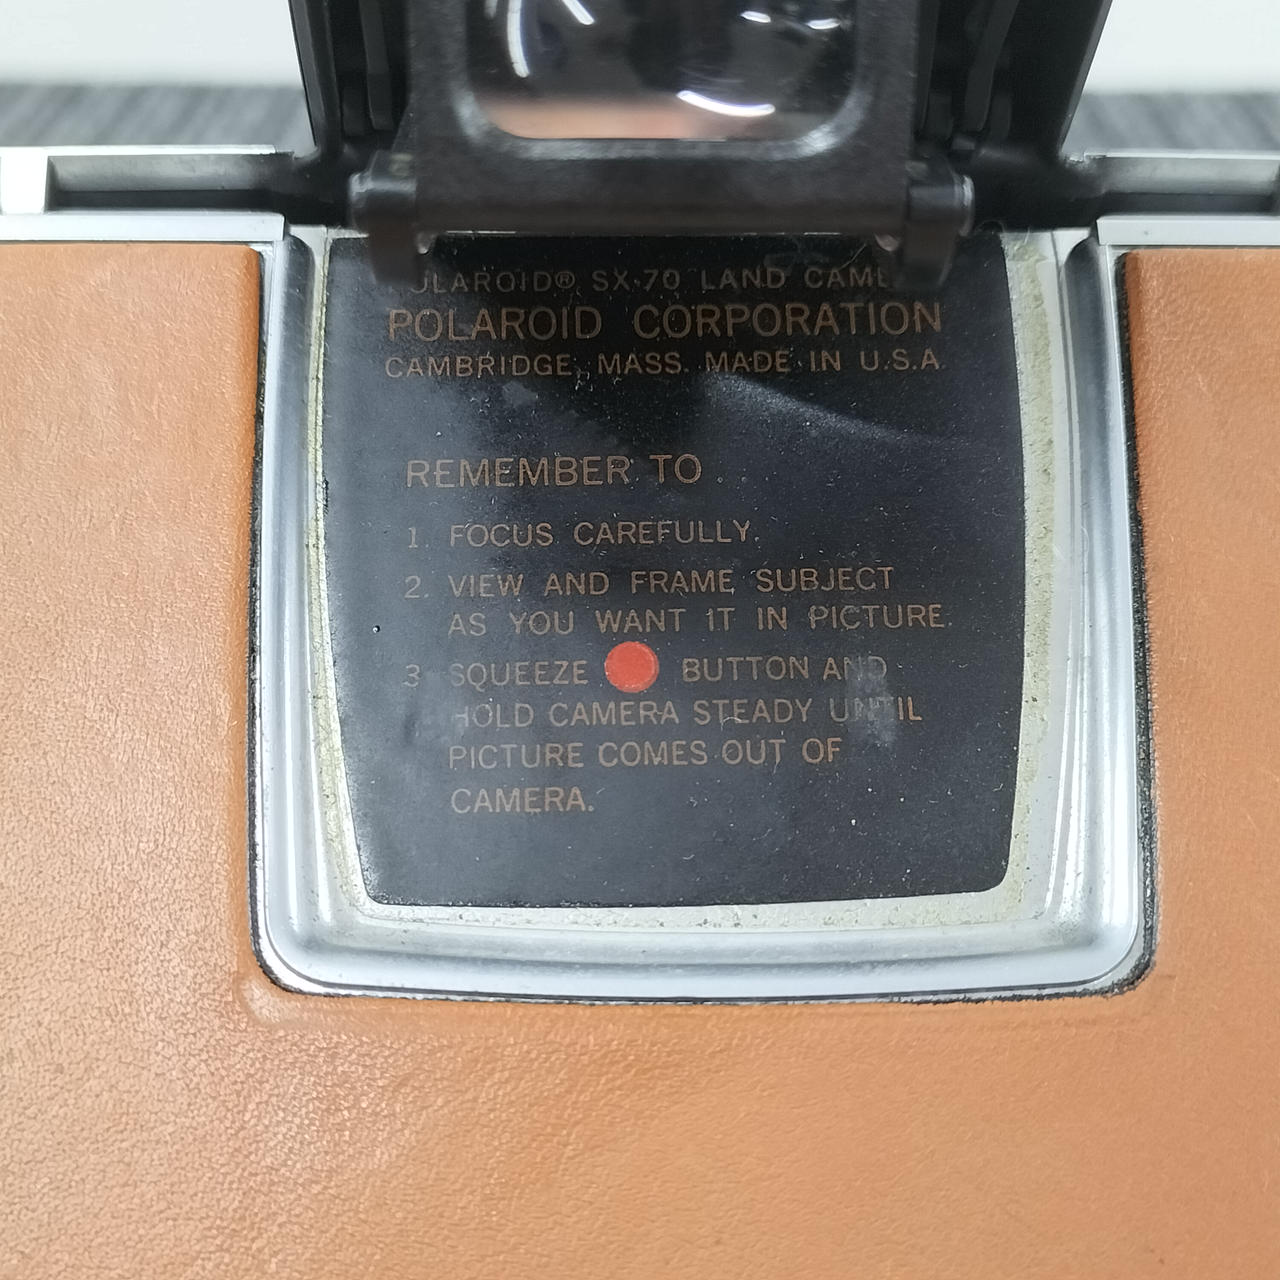 POLAROID® SX-70 LAND CAMERA
POLAROID CORPORATION
CAMBRIDGE, MASS. MADE IN U.S.A.
REMEMBER TO
1. FOCUS CAREFULLY.
2. VIEW AND FRAME SUBJECT
AS YOU WANT IT IN PICTURE.
3 SQUEEZE BUTTON AND
HOLD CAMERA STEADY UNTIL
PICTURE COMES OUT OF
CAMERA.